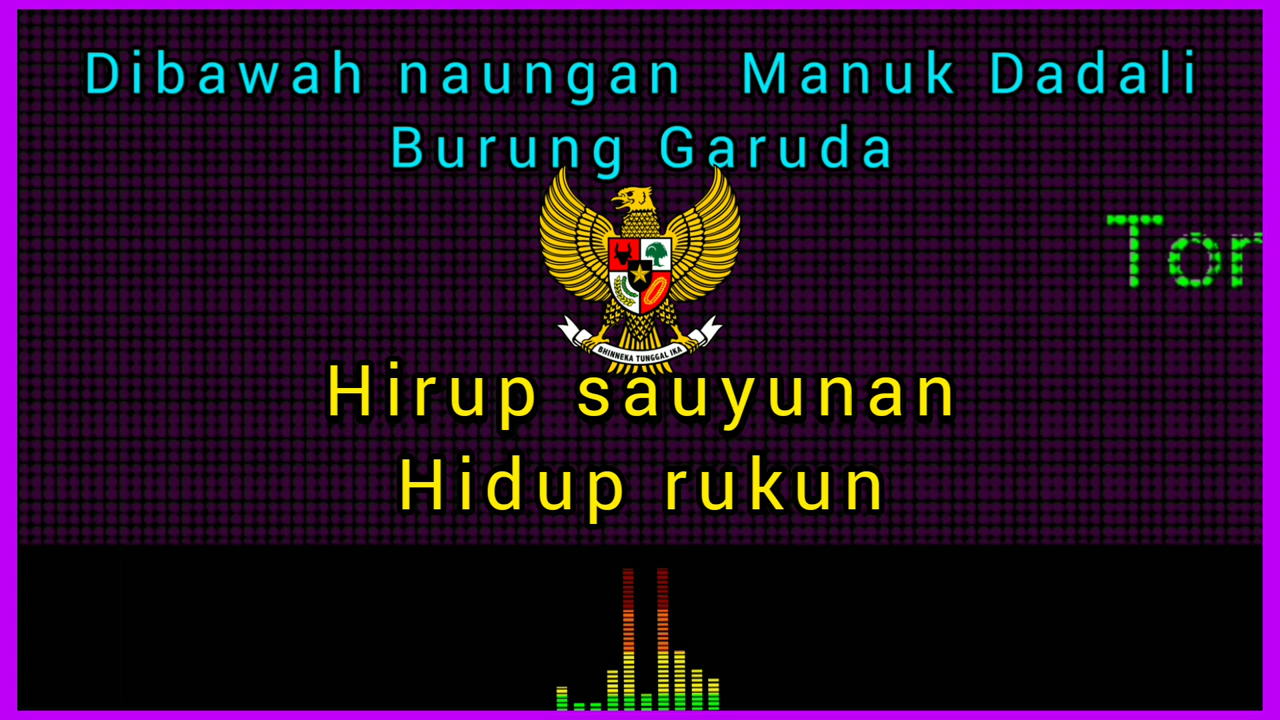 Dibawah naungan Manuk Dadali
Burung Garuda
BHINNEKA TUNGGAL IKA
Hirup sauyunan
Hidup rukun